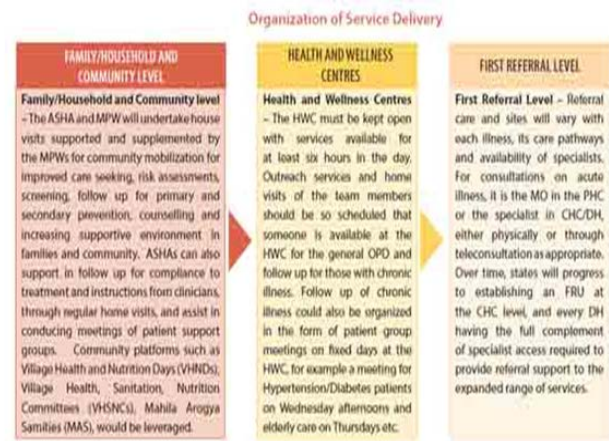 Organization of Service Delivery
FAMILY/HOUSEHOLD AND
COMMUNITY LEVEL
Family/Household and Community level
– The ASHA and MPW will undertake house
visits supported and supplemented by
the MPWs for community mobilization for
improved care seeking, risk assessments,
screening, follow up for primary and
secondary prevention, counselling and
increasing supportive environment in
families and community. ASHAs can also
support in follow up for compliance to
treatment and instructions from clinicians,
through regular home visits, and assist in
conducing meetings of patient support
groups. Community platforms such as
Village Health and Nutrition Days (VHNDs),
Village Health, Sanitation, Nutrition
Committees (VHSNCs), Mahila Arogya
Samities (MAS), would be leveraged.
HEALTH AND WELLNESS
CENTRES
Health and Wellness Centres
– The HWC must be kept open
with services available for
at least six hours in the day.
Outreach services and home
visits of the team members
should be so scheduled that
someone is available at the
HWC for the general OPD and
follow up for those with chronic
illness. Follow up of chronic
illness could also be organized
in the form of patient group
meetings on fixed days at the
HWC, for example a meeting for
Hypertension/Diabetes patients
on Wednesday afternoons and
elderly care on Thursdays etc.
FIRST REFERRAL LEVEL
First Referral Level – Referral
care and sites will vary with
each illness, its care pathways
and availability of specialists.
For consultations on acute
illness, it is the MO in the PHC
or the specialist in CHC/DH,
either physically or through
teleconsultation as appropriate.
Over time, states will progress
to establishing an FRU at
the CHC level, and every DH
having the full complement
of specialist access required to
provide referral support to the
expanded range of services.